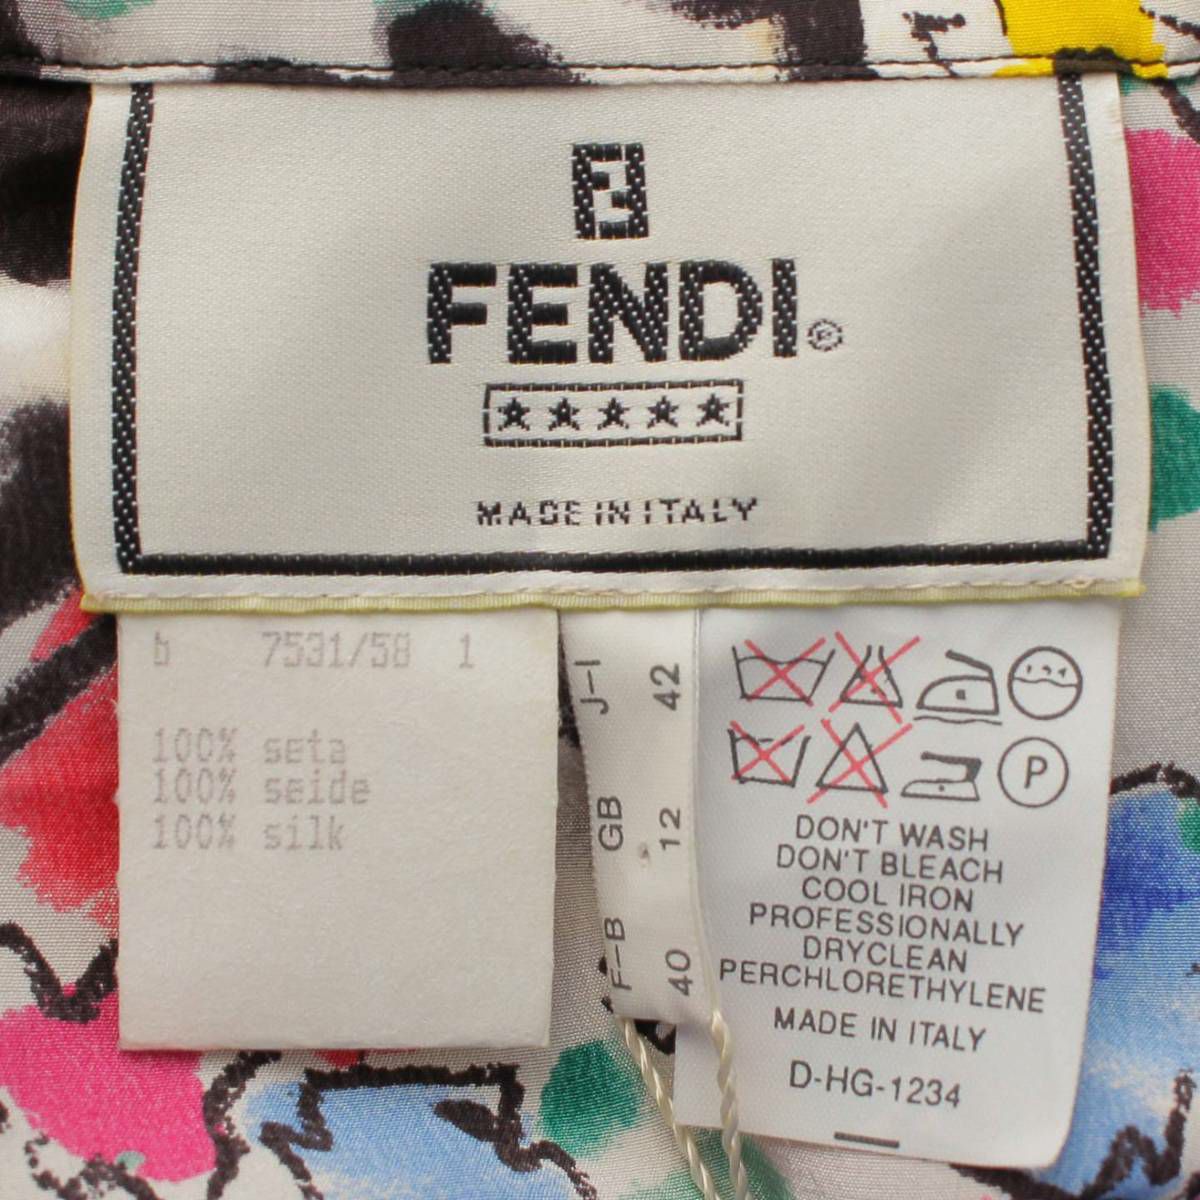 FENDI®
★★★★★
MADE IN ITALY
b 7531/58 1
100% seta
100% seide
100% silk
J-I 42
GB 12
F-B 40
P
DON'T WASH
DON'T BLEACH
COOL IRON
PROFESSIONALLY
DRYCLEAN
PERCHLORETHYLENE
MADE IN ITALY
D-HG-1234